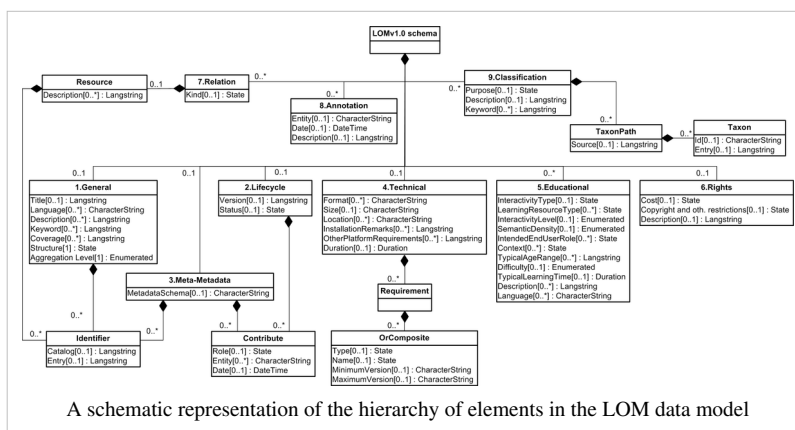 LOMv1.0 schema
Resource
Description[0..*] : Langstring
0..*
0..1
7.Relation
Kind[0..1] : State
0..*
0..*
8.Annotation
Entity[0..1] : CharacterString
Date[0..1] : DateTime
Description[0..1] : Langstring
0..*
9.Classification
Purpose[0..1] : State
Description[0..1] : Langstring
Keyword[0..*] : Langstring
0..*
TaxonPath
Source[0..1] : Langstring
0..*
Taxon
Id[0..1] : CharacterString
Entry[0..1] : Langstring
0..1
1.General
Title[0..1] : Langstring
Language[0..*] : CharacterString
Description[0..*] : Langstring
Keyword[0..*] : Langstring
Coverage[0..*] : Langstring
Structure[1] : State
Aggregation Level[1] : Enumerated
0..1
2.Lifecycle
Version[0..1] : Langstring
Status[0..1] : State
0..1
4.Technical
Format[0..*] : CharacterString
Size[0..1] : CharacterString
Location[0..*] : CharacterString
InstallationRemarks[0..*] : Langstring
OtherPlatformRequirements[0..*] : Langstring
Duration[0..1] : Duration
0..*
5.Educational
InteractivityType[0..1] : State
LearningResourceType[0..*] : State
InteractivityLevel[0..1] : Enumerated
SemanticDensity[0..1] : Enumerated
IntendedEndUserRole[0..*] : State
Context[0..*] : State
TypicalAgeRange[0..*] : Langstring
Difficulty[0..1] : Enumerated
TypicalLearningTime[0..1] : Duration
Description[0..1] : Langstring
Language[0..*] : CharacterString
0..1
6.Rights
Cost[0..1] : State
Copyright and oth. restrictions[0..1] : State
Description[0..1] : Langstring
0..1
3.Meta-Metadata
MetadataSchema[0..1] : CharacterString
0..*
Requirement
0..*
0..*
0..*
Identifier
Catalog[0..1] : Langstring
Entry[0..1] : Langstring
0..*
0..*
Contribute
Role[0..1] : State
Entity[0..*] : CharacterString
Date[0..1] : DateTime
0..*
OrComposite
Type[0..1] : State
Name[0..1] : State
MinimumVersion[0..1] : CharacterString
MaximumVersion[0..1] : CharacterString
A schematic representation of the hierarchy of elements in the LOM data model